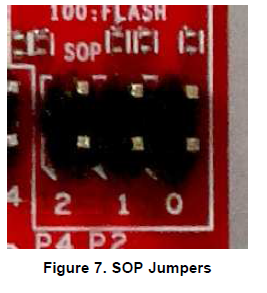 100:FLASH
SOP
2 1 0
4
P4 P2
Figure 7. SOP Jumpers